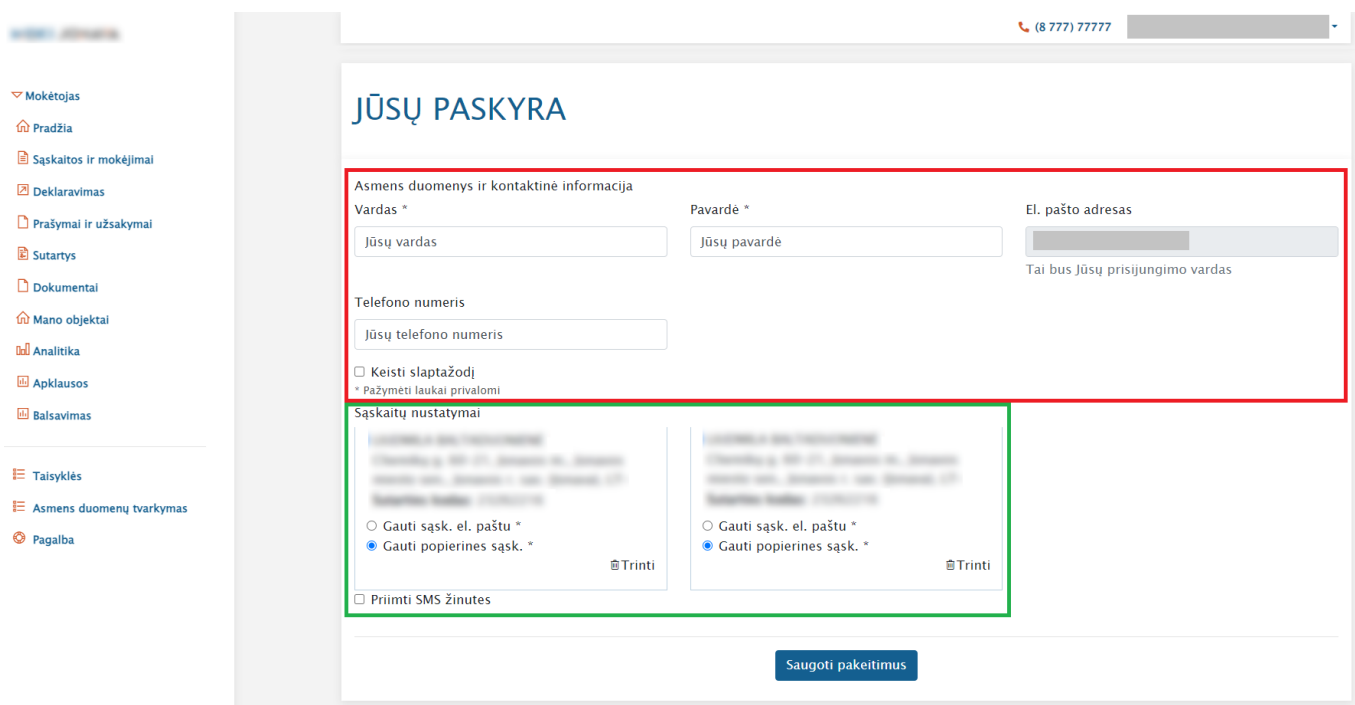 (8 777) 77777
Mokėtojas
Pradžia
Sąskaitos ir mokėjimai
Deklaravimas
Prašymai ir užsakymai
Sutartys
Dokumentai
Mano objektai
Analitika
Apklausos
Balsavimas
Taisyklės
Asmens duomenų tvarkymas
Pagalba
JŪSŲ PASKYRA
Asmens duomenys ir kontaktinė informacija
Vardas * Pavardė * El. pašto adresas
Jūsų vardas Jūsų pavardė
Tai bus Jūsų prisijungimo vardas
Telefono numeris
Jūsų telefono numeris
Keisti slaptažodį
* Pažymėti laukai privalomi
Sąskaitų nustatymai
Gauti sąsk. el. paštu *
Gauti popierines sąsk. *
Trinti
Gauti sąsk. el. paštu *
Gauti popierines sąsk. *
Trinti
Priimti SMS žinutes
Saugoti pakeitimus